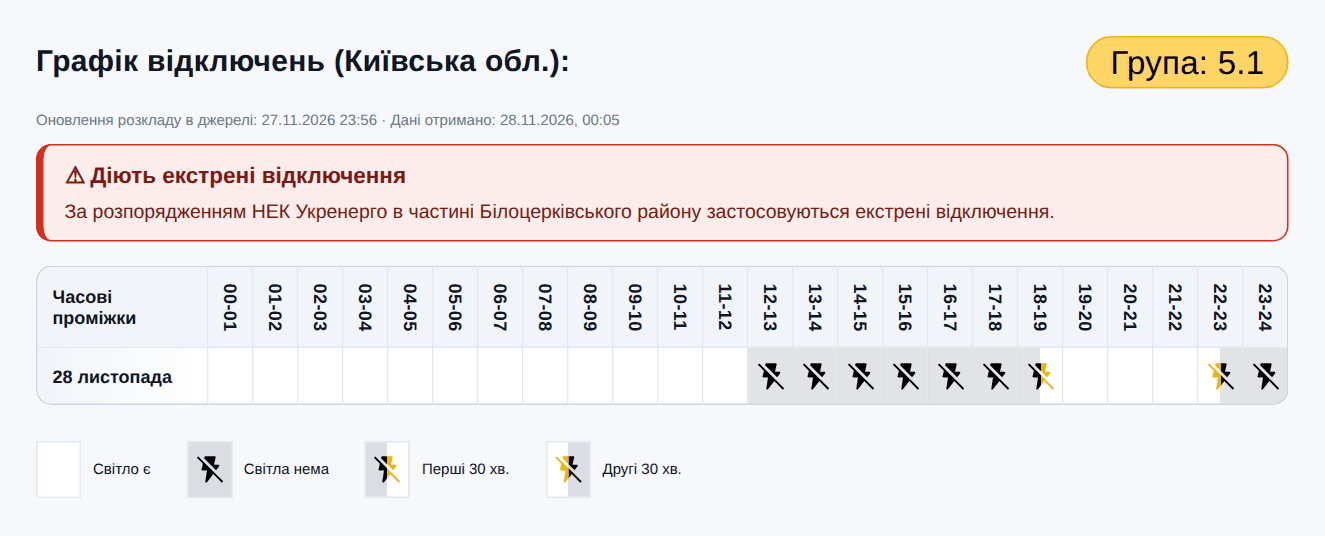 Графік відключень (Київська обл.):
Група: 5.1
Оновлення розкладу в джерелі: 27.11.2026 23:56 · Дані отримано: 28.11.2026, 00:05
⚠ Діють екстрені відключення
За розпорядженням НЕК Укренерго в частині Білоцерківського району застосовуються екстрені відключення.
Часові
проміжки
00-01 01-02 02-03 03-04 04-05 05-06 06-07 07-08 08-09 09-10 10-11 11-12 12-13 13-14 14-15 15-16 16-17 17-18 18-19 19-20 20-21 21-22 22-23 23-24
28 листопада
Світло є
Світла нема
Перші 30 хв.
Другі 30 хв.